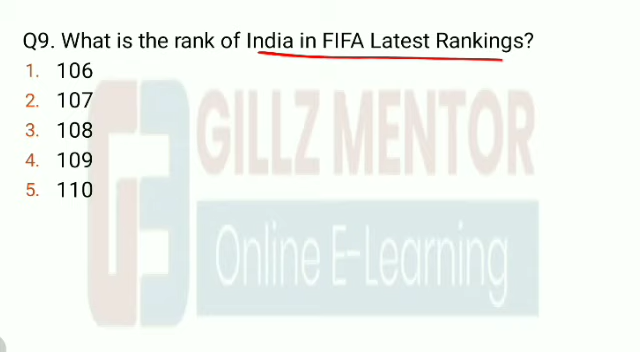 Q9. What is the rank of India in FIFA Latest Rankings?
1. 106
2. 107
3. 108
4. 109
5. 110
GILLZ MENTOR
Online E-Learning